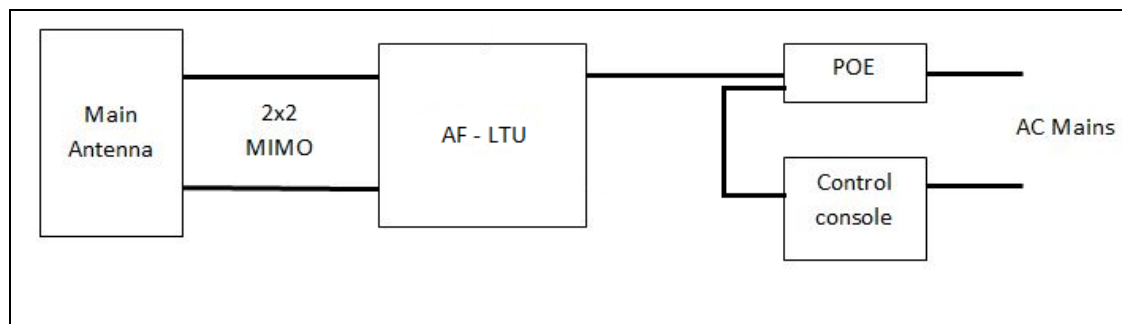 Main
Antenna
2x2
MIMO
AF - LTU
POE
AC Mains
Control
console